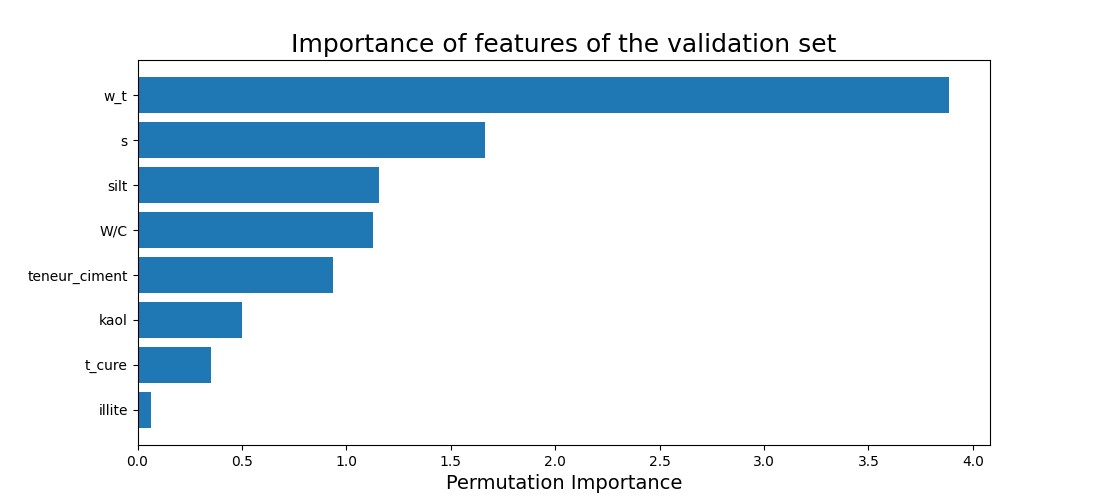 Importance of features of the validation set
w_t
s
silt
W/C
teneur_ciment
kaol
t_cure
illite
0.0 0.5 1.0 1.5 2.0 2.5 3.0 3.5 4.0
Permutation Importance